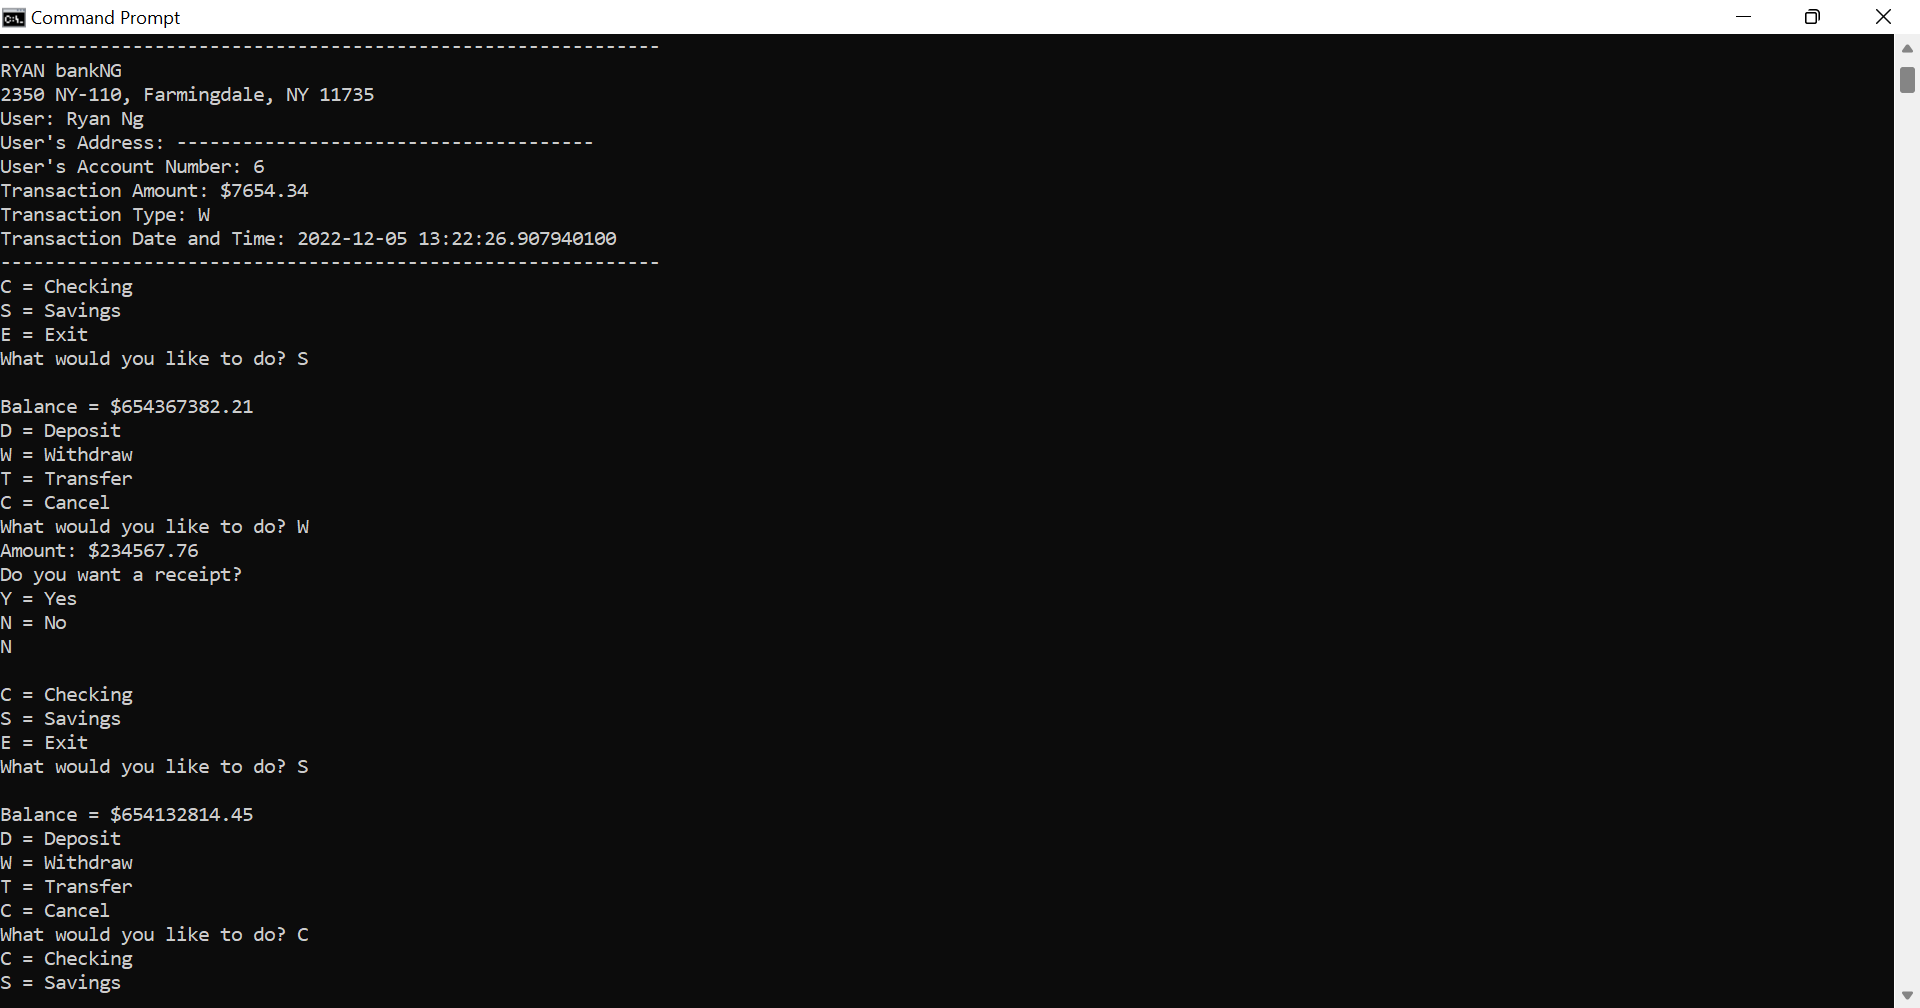 Command Prompt
------------------------------------------------------------
RYAN bankNG
2350 NY-110, Farmingdale, NY 11735
User: Ryan Ng
User's Address: --------------------------------------
User's Account Number: 6
Transaction Amount: $7654.34
Transaction Type: W
Transaction Date and Time: 2022-12-05 13:22:26.907940100
------------------------------------------------------------
C = Checking
S = Savings
E = Exit
What would you like to do? S

Balance = $654367382.21
D = Deposit
W = Withdraw
T = Transfer
C = Cancel
What would you like to do? W
Amount: $234567.76
Do you want a receipt?
Y = Yes
N = No
N

C = Checking
S = Savings
E = Exit
What would you like to do? S

Balance = $654132814.45
D = Deposit
W = Withdraw
T = Transfer
C = Cancel
What would you like to do? C
C = Checking
S = Savings